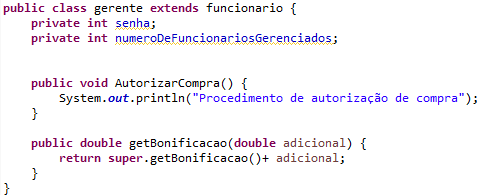 public class gerente extends funcionario {
    private int senha;
    private int numeroDeFuncionariosGerenciados;
    public void AutorizarCompra() {
        System.out.println("Procedimento de autorização de compra");
    }
    public double getBonificacao(double adicional) {
        return super.getBonificacao()+ adicional;
    }
}